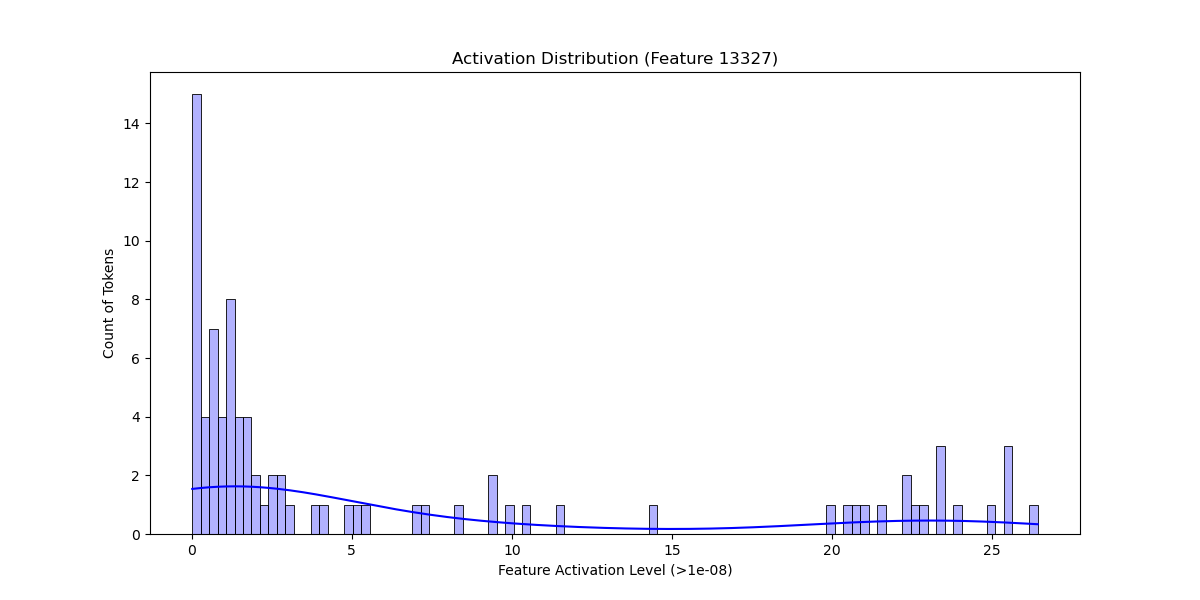 Activation Distribution (Feature 13327)
14
12
10
8
6
4
2
0
Count of Tokens
0 5 10 15 20 25
Feature Activation Level (>1e-08)